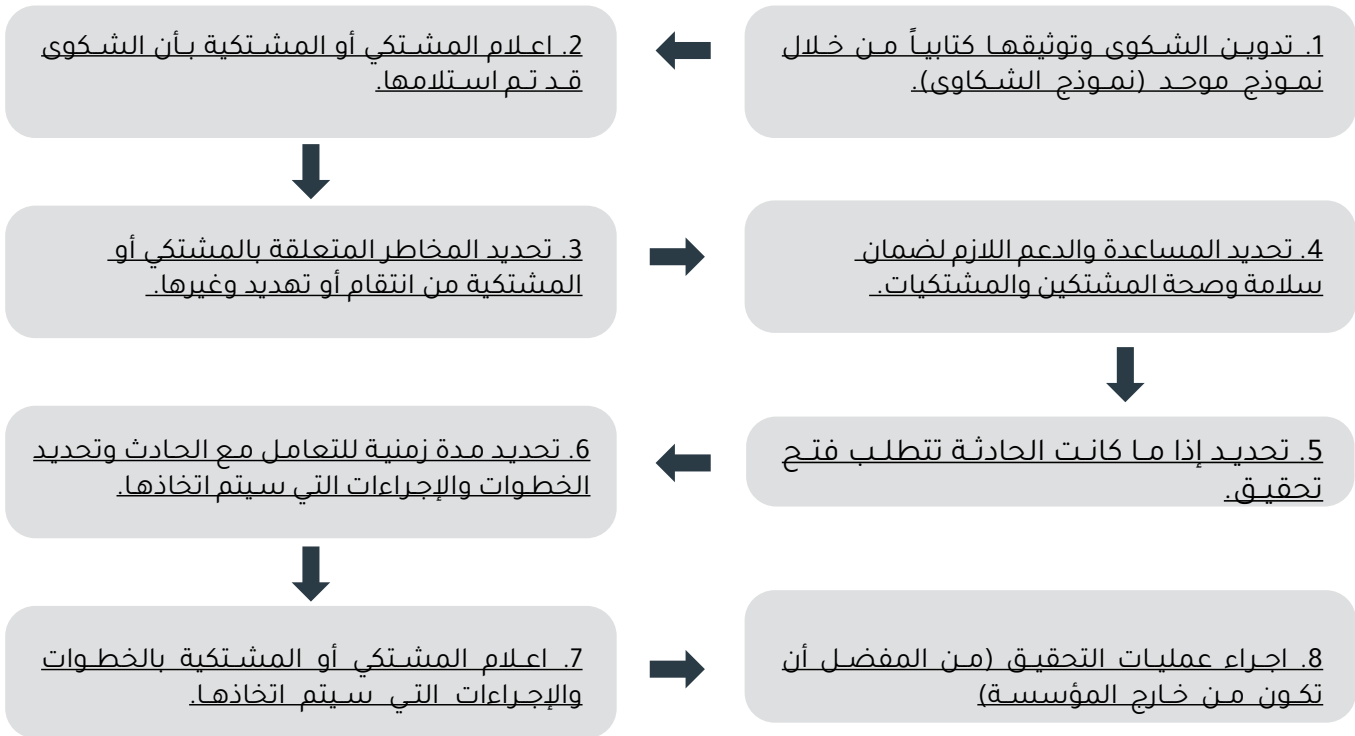 1. تدوين الشكوى وتوثيقها كتابياً من خلال
نموذج موحد (نموذج الشكاوى).
2. اعلام المشتكي أو المشتكية بأن الشكوى
قد تم استلامها.
3. تحديد المخاطر المتعلقة بالمشتكي أو
المشتكية من انتقام أو تهديد وغيرها.
4. تحديد المساعدة والدعم اللازم لضمان
سلامة وصحة المشتكين والمشتكيات.
5. تحديد إذا ما كانت الحادثة تتطلب فتح
تحقيق.
6. تحديد مدة زمنية للتعامل مع الحادث وتحديد
الخطوات والإجراءات التي سيتم اتخاذها.
7. اعلام المشتكي أو المشتكية بالخطوات
والإجراءات التي سيتم اتخاذها.
8. اجراء عمليات التحقيق (من المفضل أن
تكون من خارج المؤسسة)